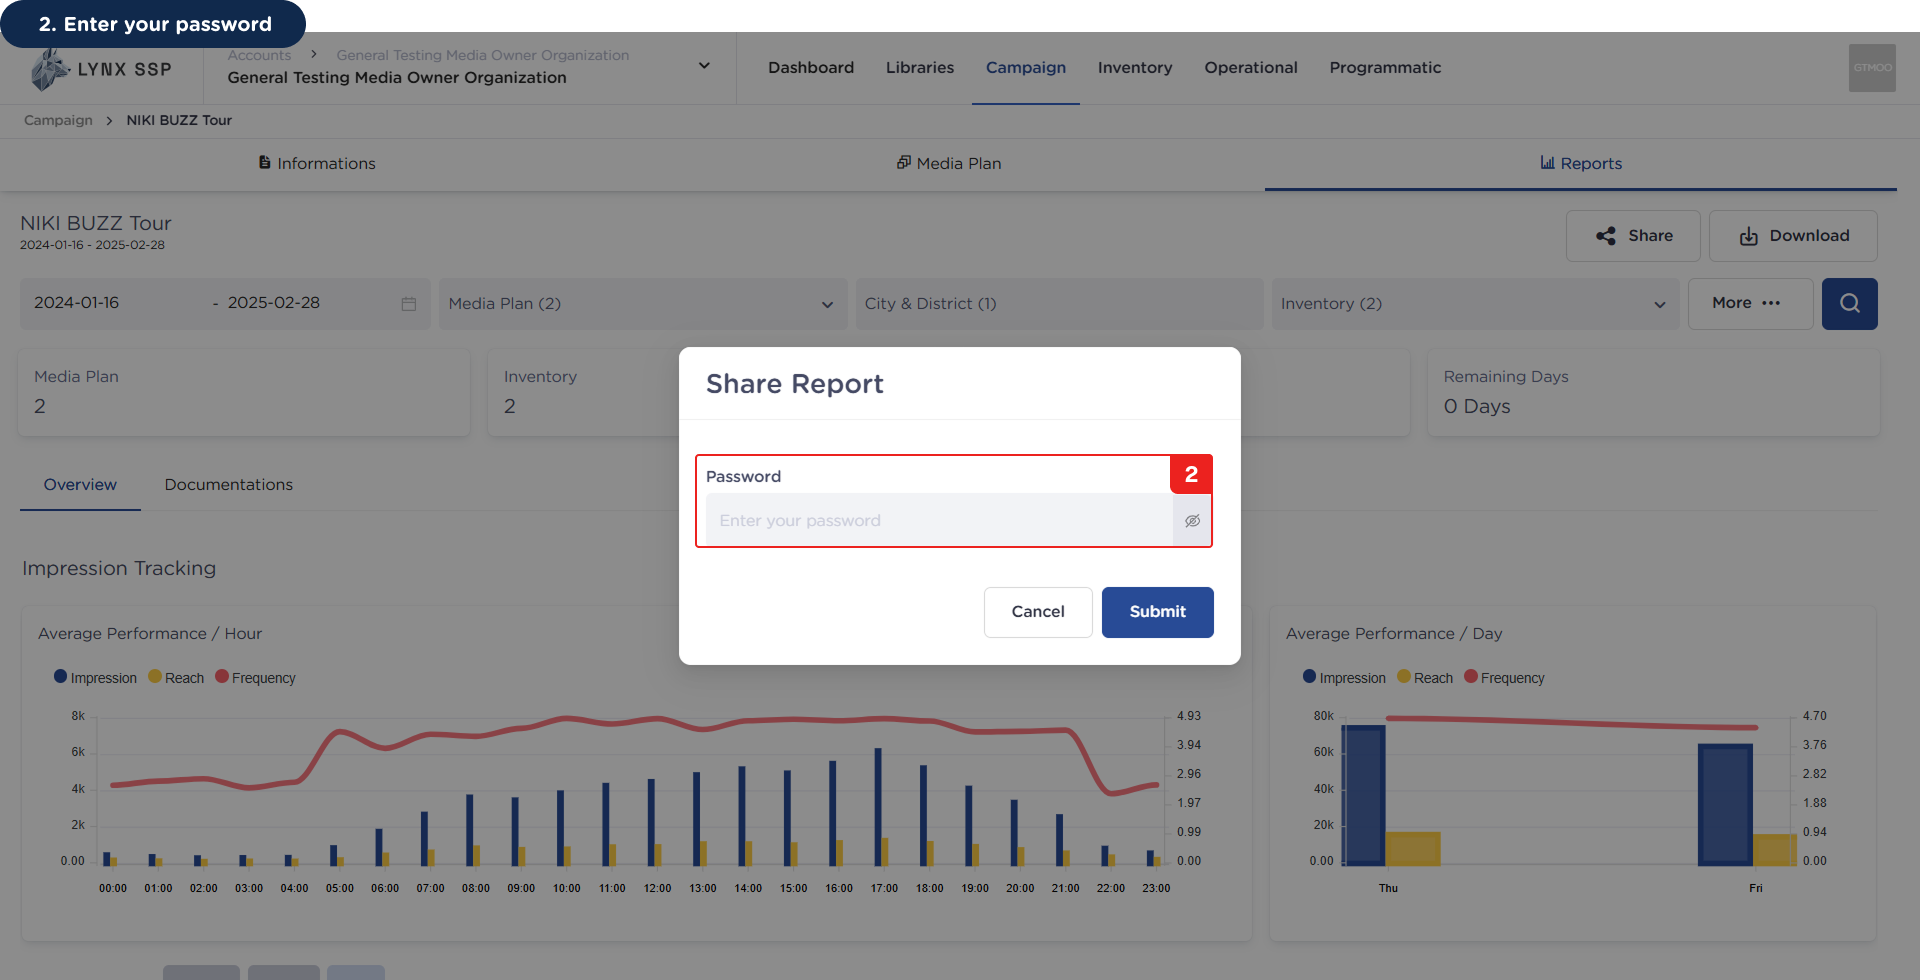 2. Enter your password
LYNX SSP
Accounts > General Testing Media Owner Organization
General Testing Media Owner Organization
Dashboard Libraries Campaign Inventory Operational Programmatic
GTMOO
Campaign > NIKI BUZZ Tour
Informations Media Plan Reports
NIKI BUZZ Tour
2024-01-16 - 2025-02-28
Share Download
2024-01-16 - 2025-02-28 Media Plan (2) City & District (1) Inventory (2) More •••
Media Plan
2
Inventory
2
Remaining Days
0 Days
Share Report
Password
2
Enter your password
Cancel Submit
Overview Documentations
Impression Tracking
Average Performance / Hour
Impression Reach Frequency
8k
6k
4k
2k
0.00
4.93
3.94
2.96
1.97
0.99
0.00
00:00 01:00 02:00 03:00 04:00 05:00 06:00 07:00 08:00 09:00 10:00 11:00 12:00 13:00 14:00 15:00 16:00 17:00 18:00 19:00 20:00 21:00 22:00 23:00
Average Performance / Day
Impression Reach Frequency
80k
60k
40k
20k
0.00
4.70
3.76
2.82
1.88
0.94
0.00
Thu Fri